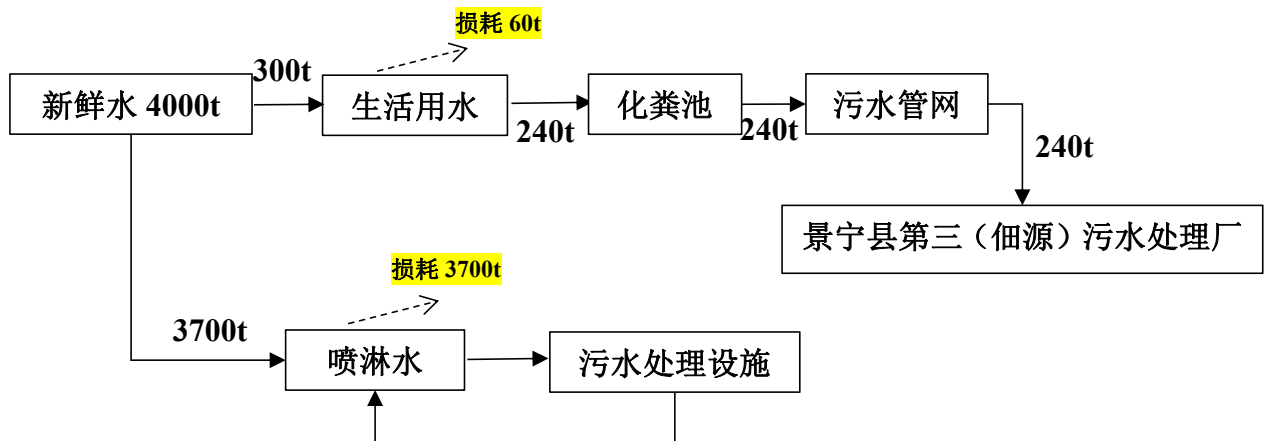 损耗 60t
300t
新鲜水 4000t
生活用水
化粪池
污水管网
240t
240t
240t
景宁县第三（佃源）污水处理厂
损耗 3700t
3700t
喷淋水
污水处理设施